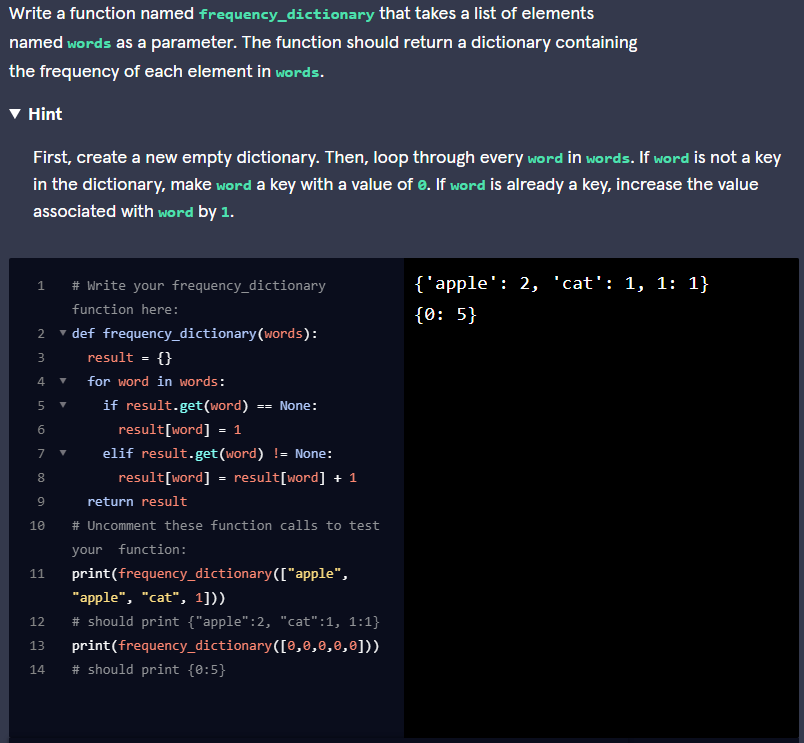 Write a function named frequency_dictionary that takes a list of elements
named words as a parameter. The function should return a dictionary containing
the frequency of each element in words.
▼ Hint
First, create a new empty dictionary. Then, loop through every word in words. If word is not a key
in the dictionary, make word a key with a value of 0. If word is already a key, increase the value
associated with word by 1.
1 # Write your frequency_dictionary
function here:
2 ▼ def frequency_dictionary(words):
3 result = {}
4 ▼ for word in words:
5 ▼ if result.get(word) == None:
6 result[word] = 1
7 ▼ elif result.get(word) != None:
8 result[word] = result[word] + 1
9 return result
10 # Uncomment these function calls to test
your  function:
11 print(frequency_dictionary(["apple",
"apple", "cat", 1]))
12 # should print {"apple":2, "cat":1, 1:1}
13 print(frequency_dictionary([0,0,0,0,0]))
14 # should print {0:5}
{'apple': 2, 'cat': 1, 1: 1}
{0: 5}